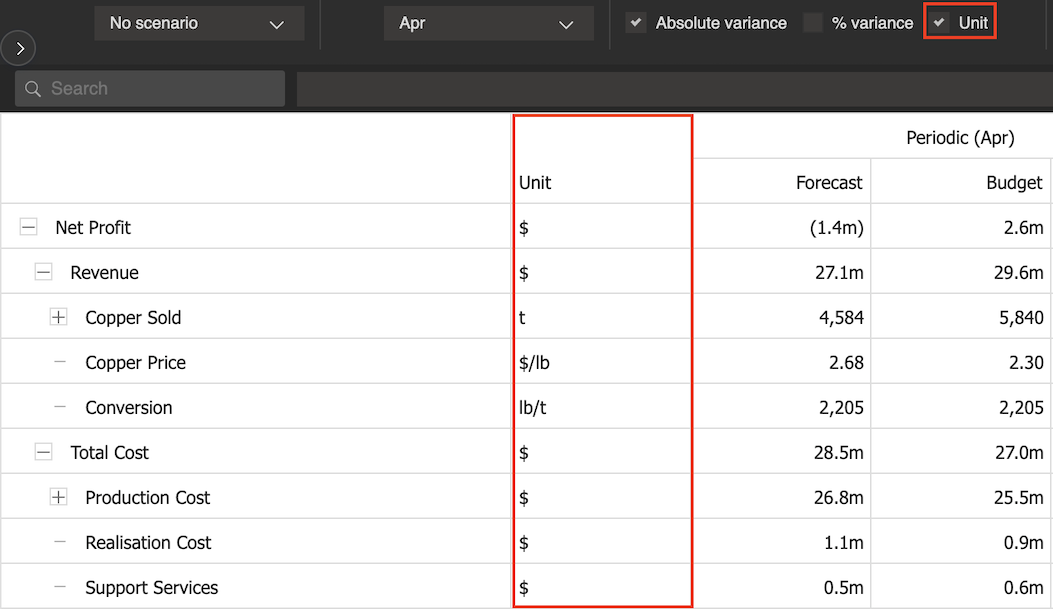 No scenario Apr Absolute variance % variance Unit
Search
Periodic (Apr)
Unit Forecast Budget
Net Profit $ (1.4m) 2.6m
Revenue $ 27.1m 29.6m
Copper Sold t 4,584 5,840
Copper Price $/lb 2.68 2.30
Conversion lb/t 2,205 2,205
Total Cost $ 28.5m 27.0m
Production Cost $ 26.8m 25.5m
Realisation Cost $ 1.1m 0.9m
Support Services $ 0.5m 0.6m